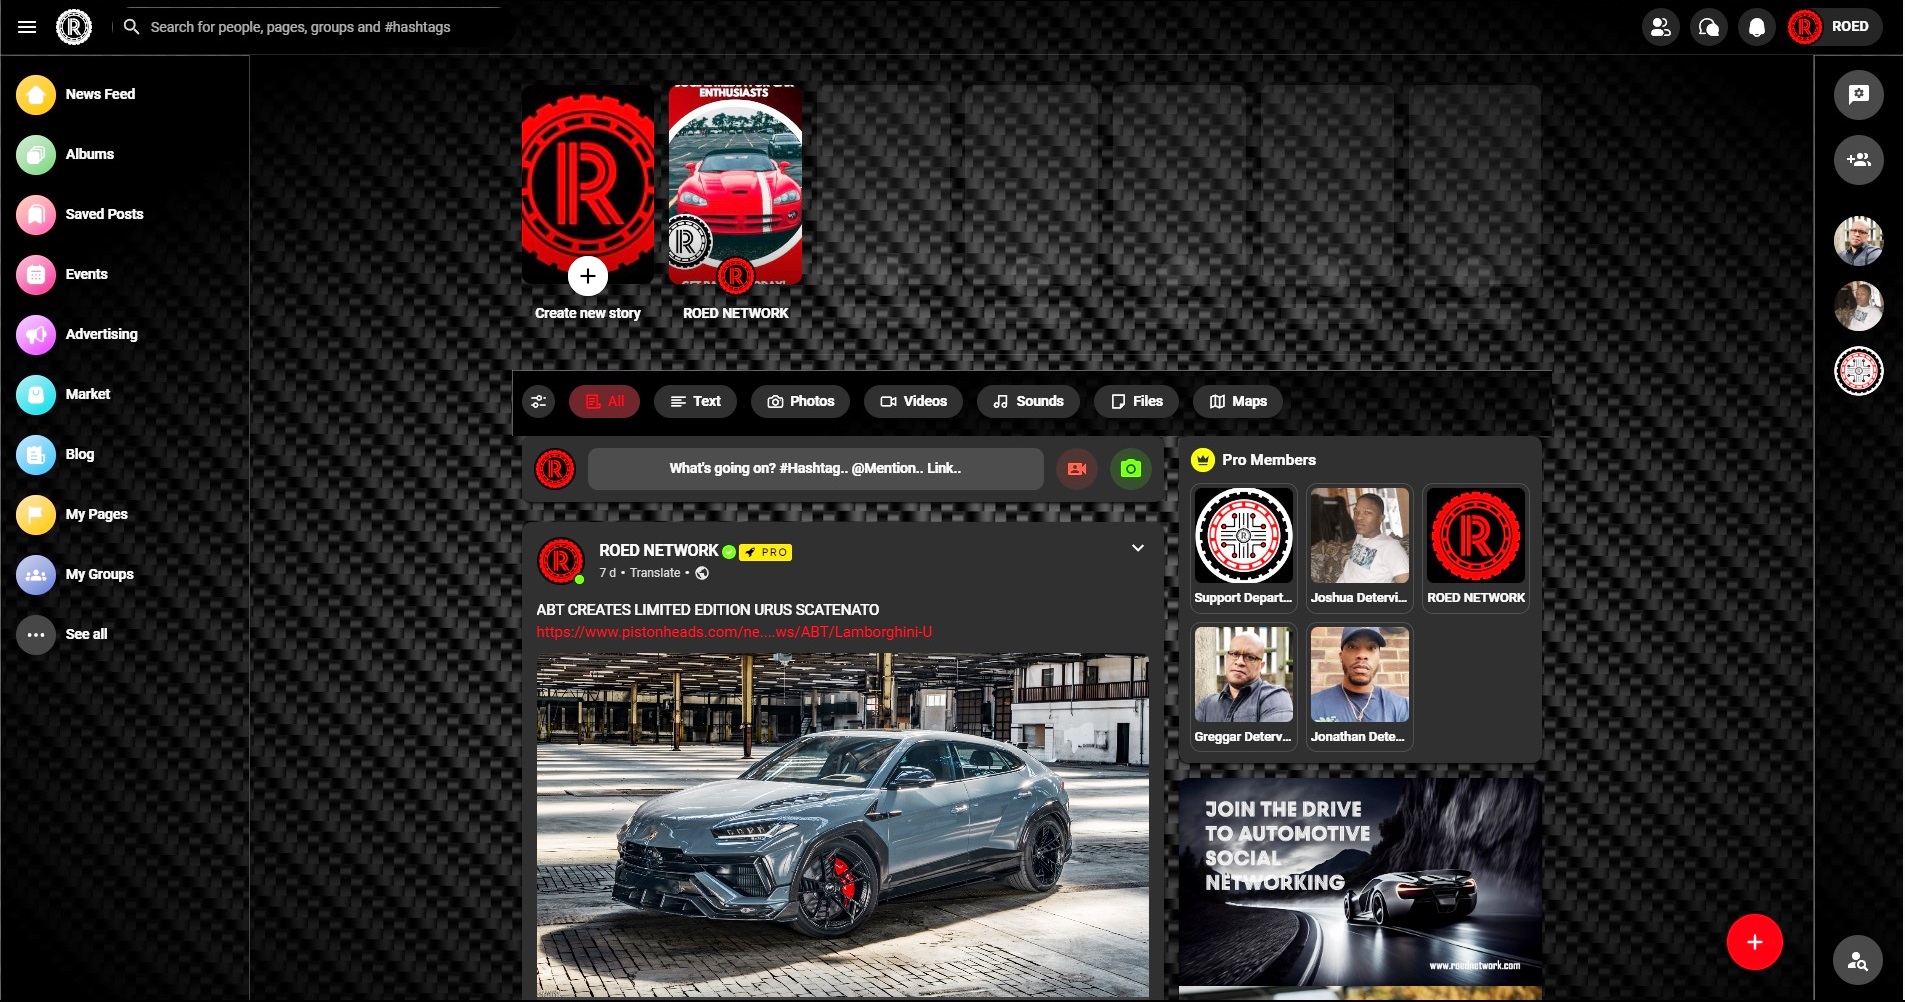 Search for people, pages, groups and #hashtags
ROED
News Feed
Albums
Saved Posts
Events
Advertising
Market
Blog
My Pages
My Groups
See all
ENTHUSIASTS
Create new story
ROED NETWORK
All
Text
Photos
Videos
Sounds
Files
Maps
What's going on? #Hashtag.. @Mention.. Link..
ROED NETWORK PRO
7 d • Translate •
ABT CREATES LIMITED EDITION URUS SCATENATO
https://www.pistonheads.com/ne....ws/ABT/Lamborghini-U
Pro Members
Support Depart...
Joshua Detervi...
ROED NETWORK
Greggar Deterv...
Jonathan Dete...
JOIN THE DRIVE
TO AUTOMOTIVE
SOCIAL
NETWORKING
www.roednetwork.com